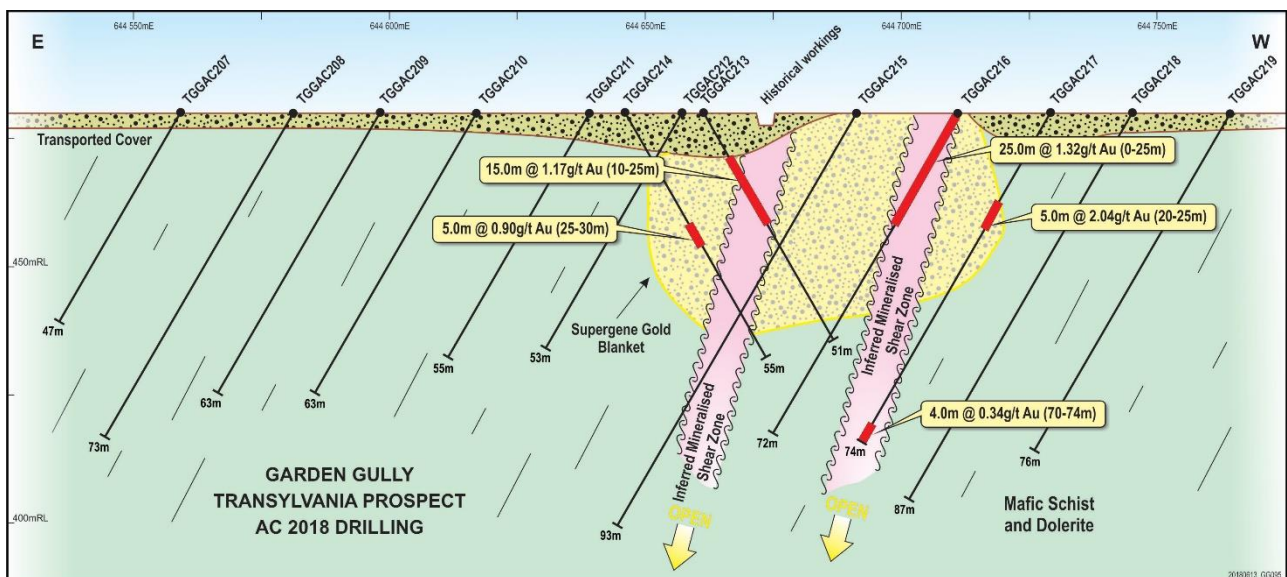 644 550mE
644 600mE
644 650mE
644 700mE
644 750mE
E
W
TGGAC207
TGGAC208
TGGAC209
TGGAC210
TGGAC211
TGGAC214
TGGAC212
TGGAC213
Historical workings
TGGAC215
TGGAC216
TGGAC217
TGGAC218
TGGAC219
Transported Cover
15.0m @ 1.17g/t Au (10-25m)
25.0m @ 1.32g/t Au (0-25m)
5.0m @ 0.90g/t Au (25-30m)
5.0m @ 2.04g/t Au (20-25m)
450mRL
47m
Supergene Gold
Blanket
Inferred Mineralised
Shear Zone
53m
55m
55m
51m
63m
63m
4.0m @ 0.34g/t Au (70-74m)
73m
72m
74m
76m
Inferred Mineralised
Shear Zone
GARDEN GULLY
TRANSYLVANIA PROSPECT
AC 2018 DRILLING
87m
Mafic Schist
and Dolerite
400mRL
93m
OPEN
OPEN
20180613_GG095